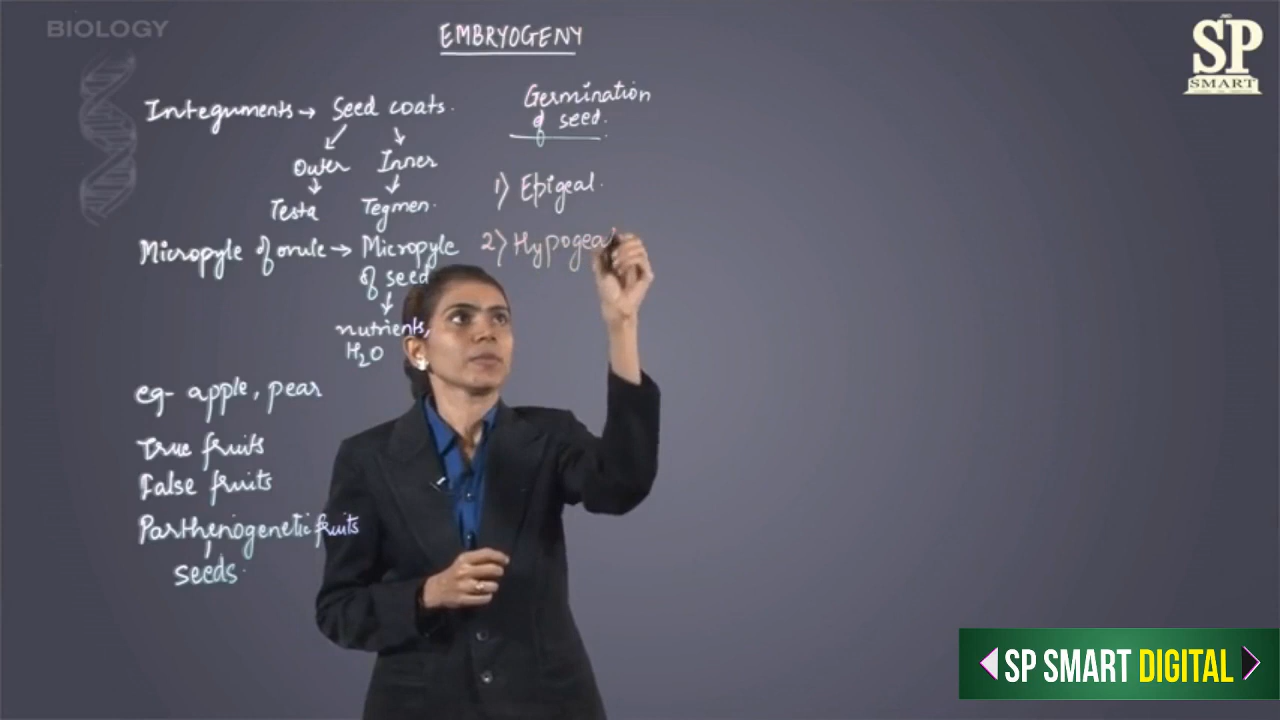 BIOLOGY
EMBRYOGENY
SP
SMART
Integuments → Seed coats.
Outer Inner
Testa Tegmen.
Micropyle of ovule → Micropyle
of seed
nutrients,
H2O
eg- apple, pear
True fruits
False fruits
Parthenogenetic fruits
seeds.
Germination
of seed.
1) Epigeal.
2) Hypogea
SP SMART DIGITAL